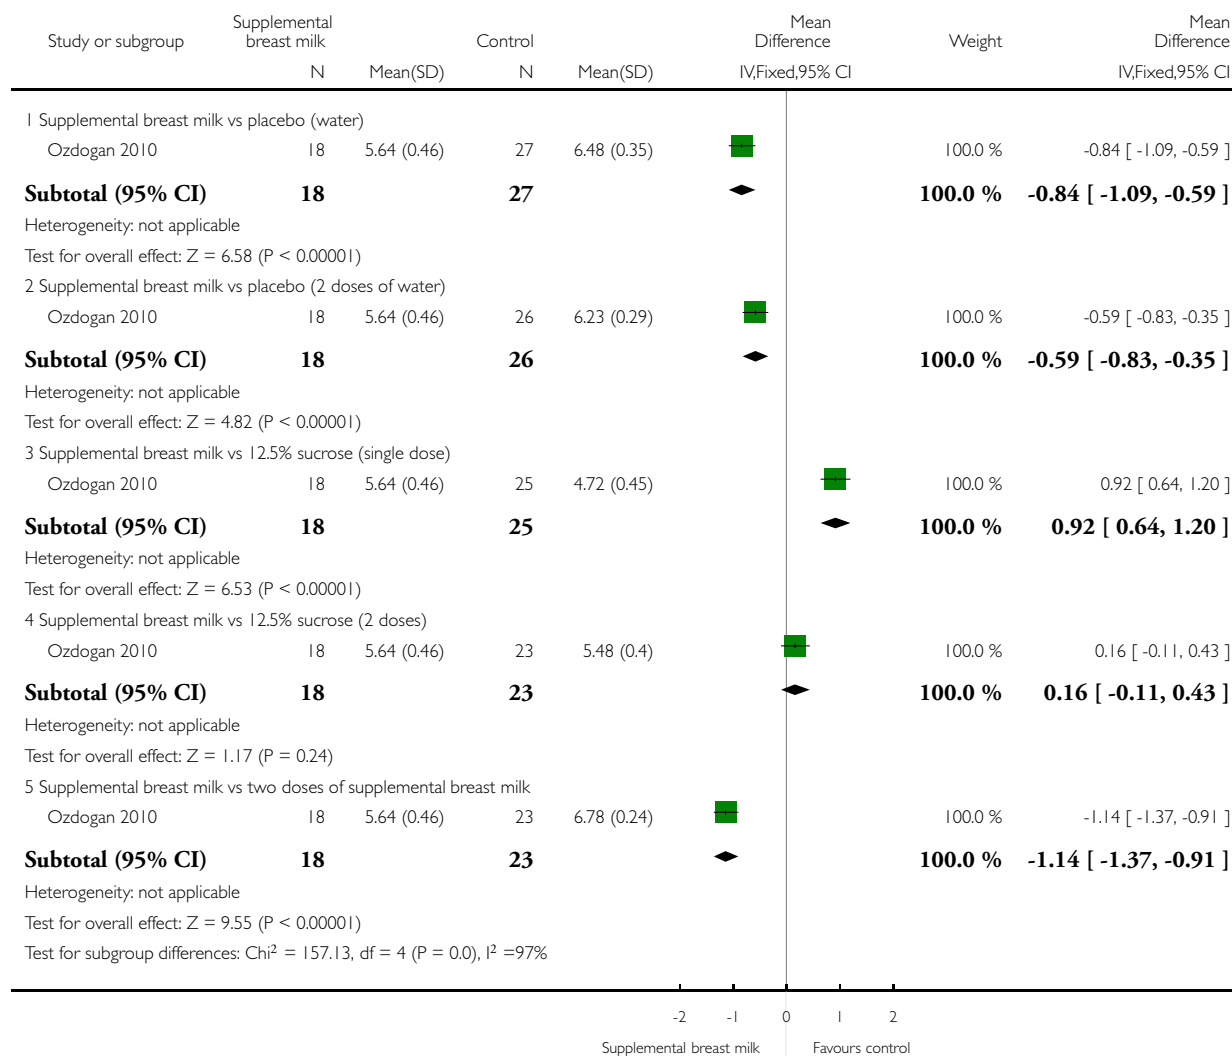 Study or subgroup Supplemental breast milk Control Mean Difference Weight Mean Difference
N Mean(SD) N Mean(SD) IV,Fixed,95% CI IV,Fixed,95% CI
1 Supplemental breast milk vs placebo (water)
Ozdogan 2010 18 5.64 (0.46) 27 6.48 (0.35) 100.0 % -0.84 [ -1.09, -0.59 ]
Subtotal (95% CI) 18 27 100.0 % -0.84 [ -1.09, -0.59 ]
Heterogeneity: not applicable
Test for overall effect: Z = 6.58 (P < 0.00001)
2 Supplemental breast milk vs placebo (2 doses of water)
Ozdogan 2010 18 5.64 (0.46) 26 6.23 (0.29) 100.0 % -0.59 [ -0.83, -0.35 ]
Subtotal (95% CI) 18 26 100.0 % -0.59 [ -0.83, -0.35 ]
Heterogeneity: not applicable
Test for overall effect: Z = 4.82 (P < 0.00001)
3 Supplemental breast milk vs 12.5% sucrose (single dose)
Ozdogan 2010 18 5.64 (0.46) 25 4.72 (0.45) 100.0 % 0.92 [ 0.64, 1.20 ]
Subtotal (95% CI) 18 25 100.0 % 0.92 [ 0.64, 1.20 ]
Heterogeneity: not applicable
Test for overall effect: Z = 6.53 (P < 0.00001)
4 Supplemental breast milk vs 12.5% sucrose (2 doses)
Ozdogan 2010 18 5.64 (0.46) 23 5.48 (0.4) 100.0 % 0.16 [ -0.11, 0.43 ]
Subtotal (95% CI) 18 23 100.0 % 0.16 [ -0.11, 0.43 ]
Heterogeneity: not applicable
Test for overall effect: Z = 1.17 (P = 0.24)
5 Supplemental breast milk vs two doses of supplemental breast milk
Ozdogan 2010 18 5.64 (0.46) 23 6.78 (0.24) 100.0 % -1.14 [ -1.37, -0.91 ]
Subtotal (95% CI) 18 23 100.0 % -1.14 [ -1.37, -0.91 ]
Heterogeneity: not applicable
Test for overall effect: Z = 9.55 (P < 0.00001)
Test for subgroup differences: Chi² = 157.13, df = 4 (P = 0.0), I² =97%
-2 -1 0 1 2
Supplemental breast milk Favours control